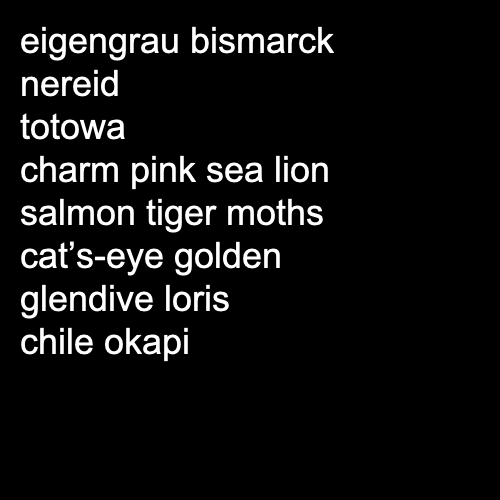 eigengrau bismarck
nereid
totowa
charm pink sea lion
salmon tiger moths
cat’s-eye golden
glendive loris
chile okapi